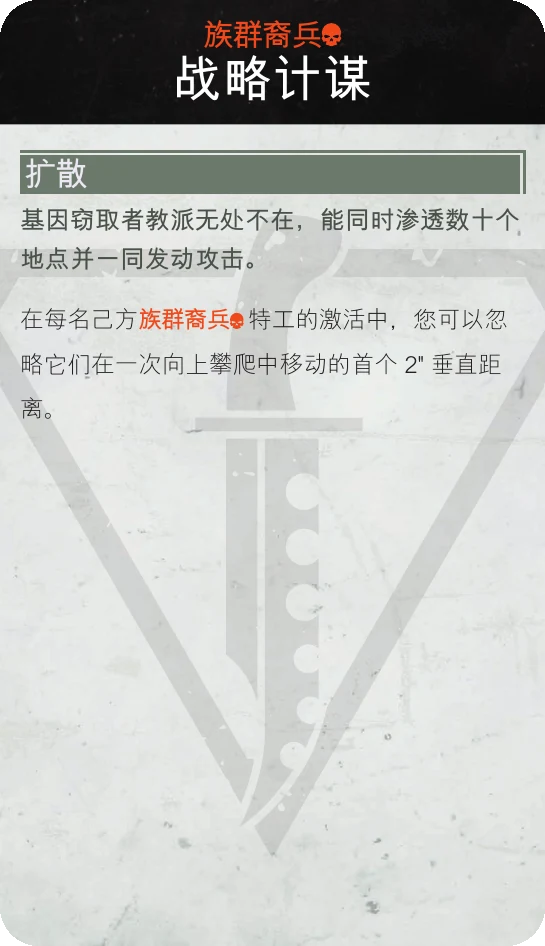 族群裔兵
战略计谋
扩散
基因窃取者教派无处不在，能同时渗透数十个
地点并一同发动攻击。
在每名己方族群裔兵 特工的激活中，您可以忽
略它们在一次向上攀爬中移动的首个 2" 垂直距
离。